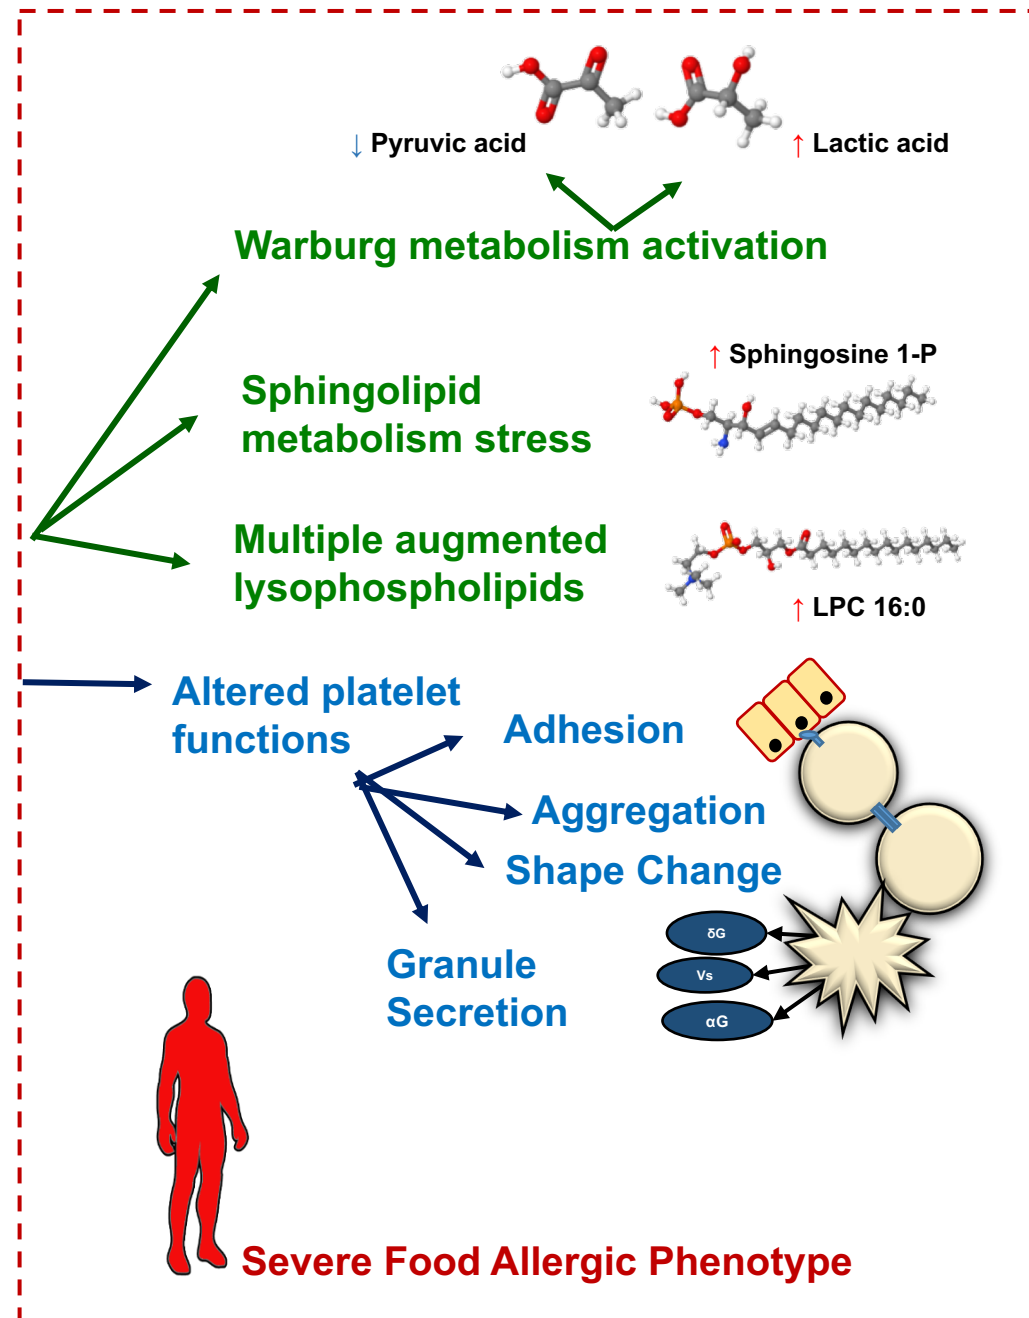 ↓ Pyruvic acid
↑ Lactic acid
Warburg metabolism activation
↑ Sphingosine 1-P
Sphingolipid
metabolism stress
Multiple augmented
lysophospholipids
↑ LPC 16:0
Altered platelet
functions
Adhesion
Aggregation
Shape Change
Granule
Secretion
δG
Vs
αG
Severe Food Allergic Phenotype